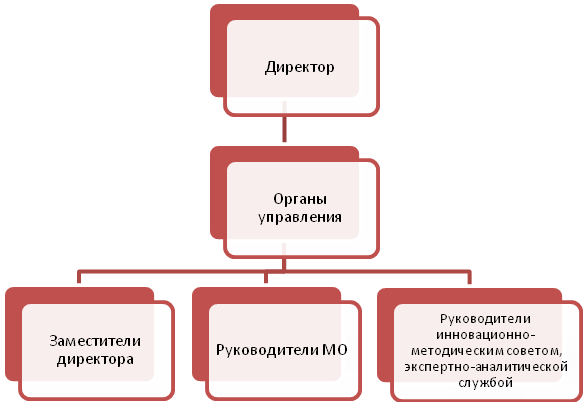 Директор
Органы
управления
Заместители
директора
Руководители МО
Руководители
инновационно-
методическим советом,
экспертно-аналитической
службой